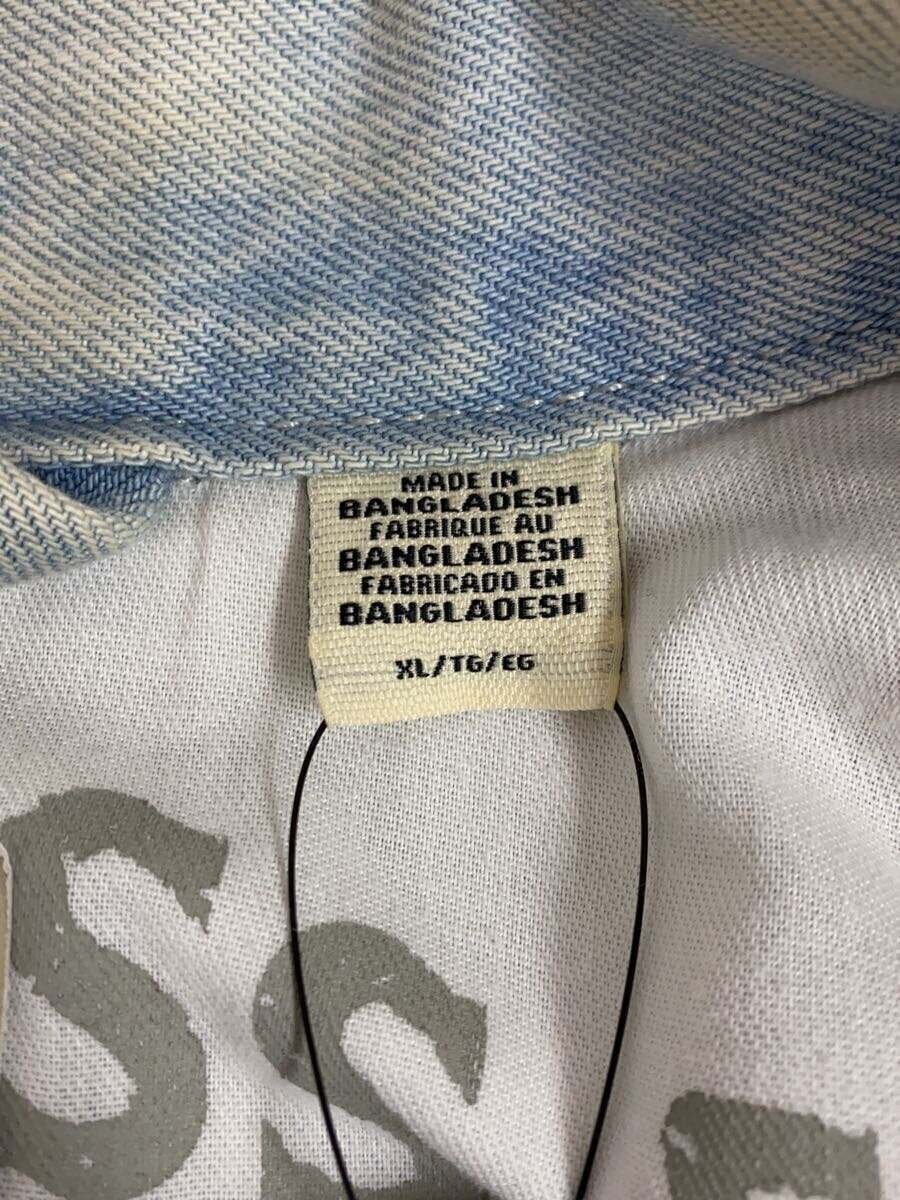 MADE IN
BANGLADESH
FABRIQUE AU
BANGLADESH
FABRICADO EN
BANGLADESH
XL/TG/EG
S
S